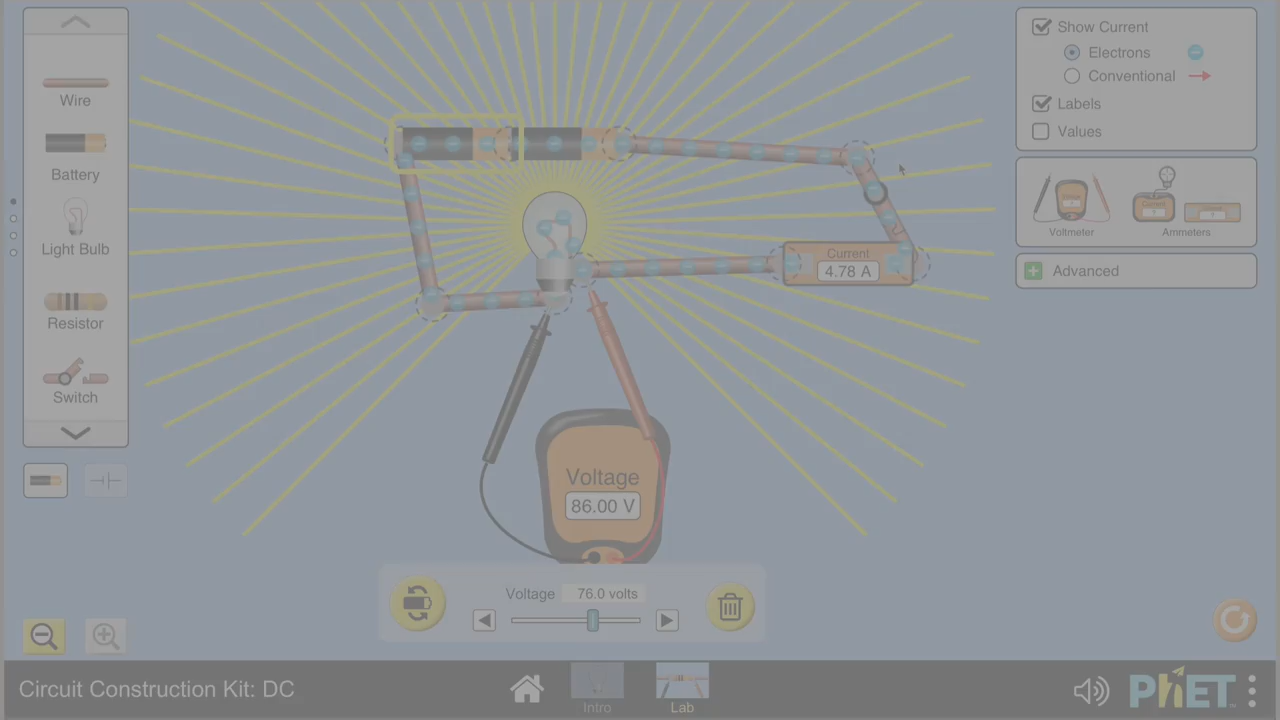 Wire
Battery
Light Bulb
Resistor
Switch
Show Current
Electrons
Conventional
Labels
Values
Voltmeter
Ammeters
Advanced
Current
4.78 A
Voltage
86.00 V
Voltage 76.0 volts
Circuit Construction Kit: DC
Intro
Lab
PhET